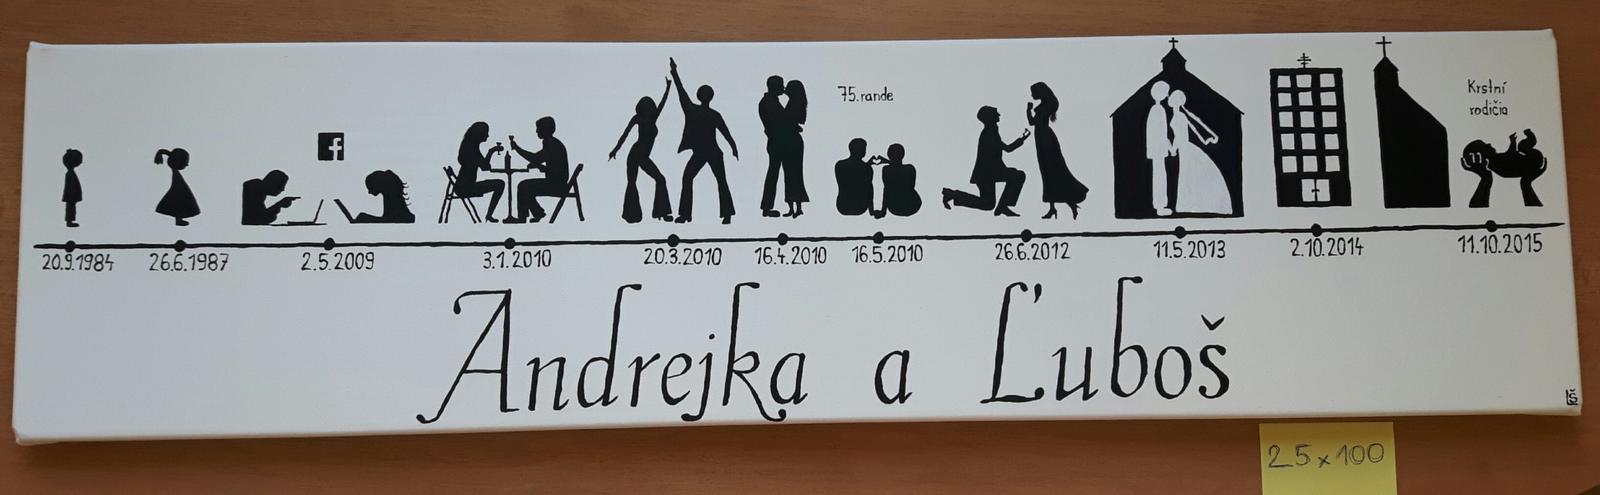 f
75.rande
Krstní
rodičia
20.9.1984 26.6.1987 2.5.2009 3.1.2010 20.3.2010 16.4.2010 16.5.2010 26.6.2012 11.5.2013 2.10.2014 11.10.2015
Andrejka a Ľuboš
25 x 100